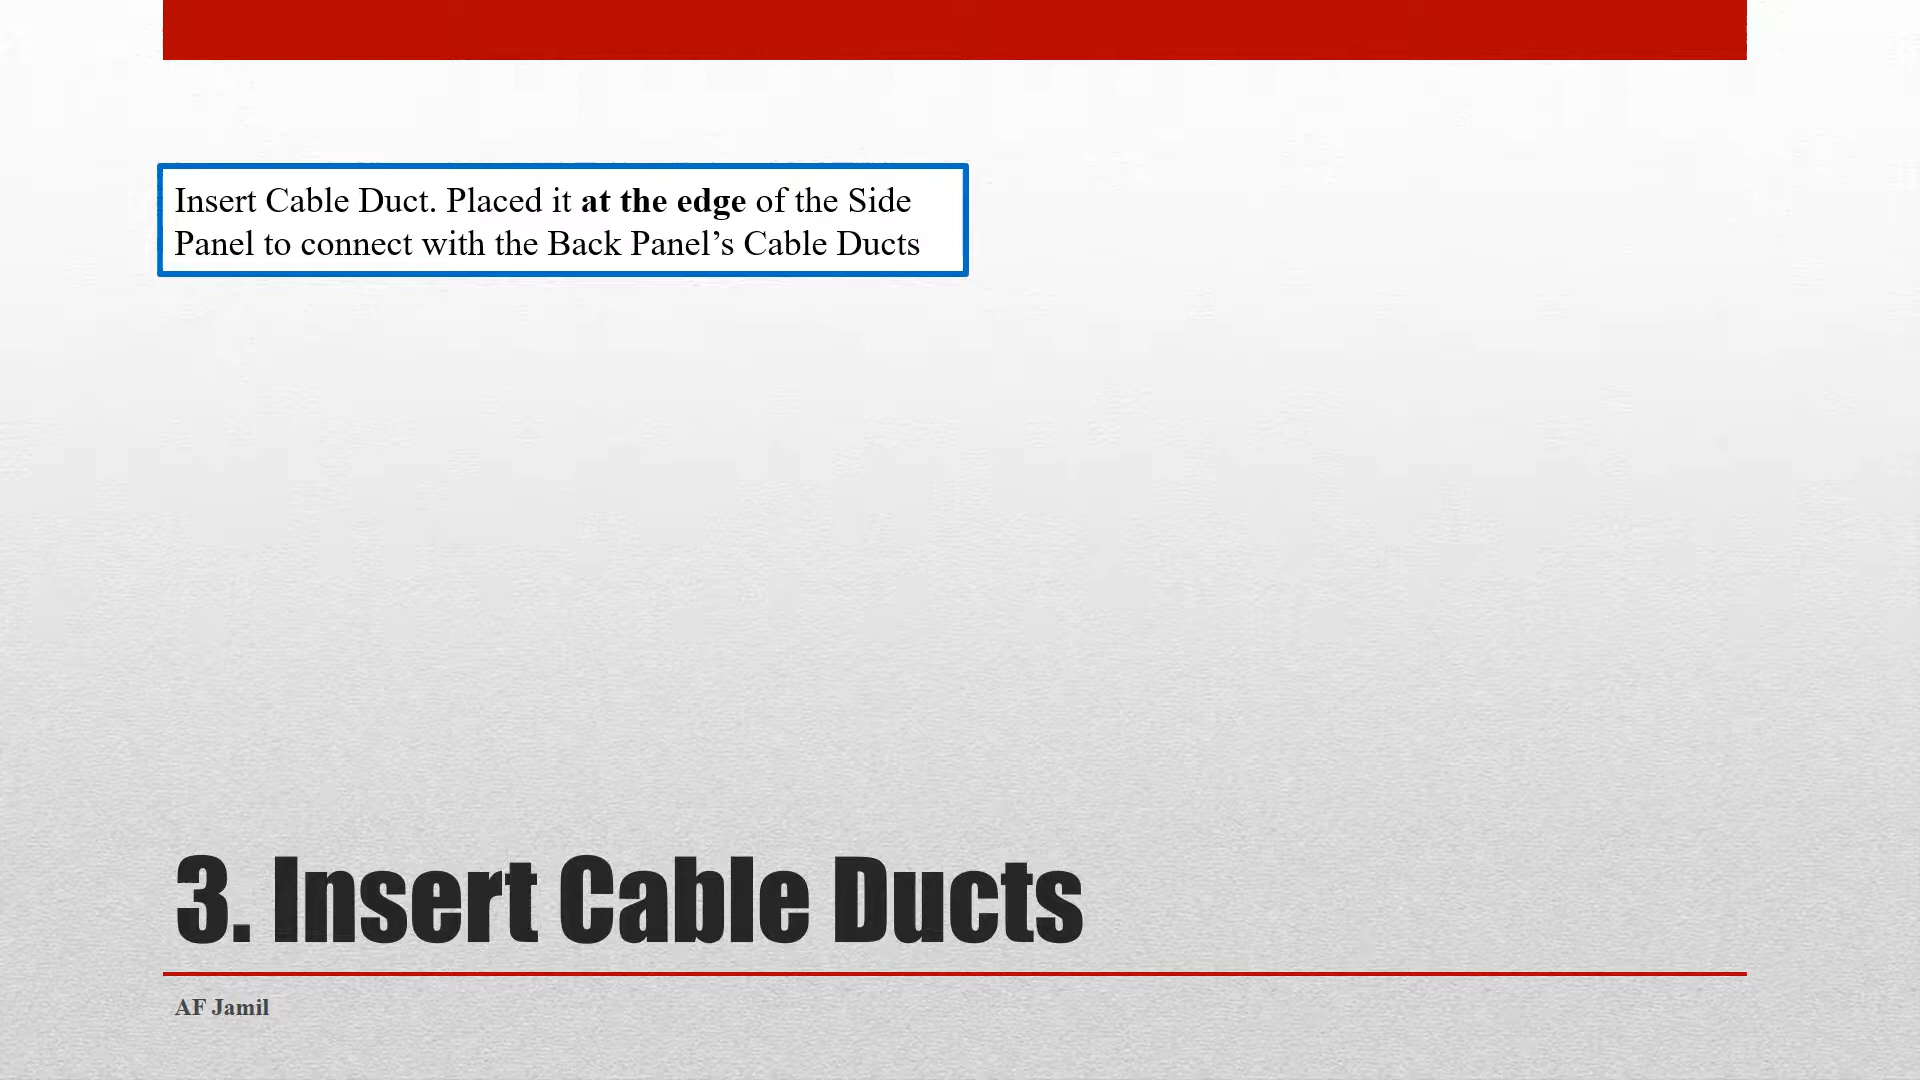 Insert Cable Duct. Placed it at the edge of the Side
Panel to connect with the Back Panel’s Cable Ducts
3. Insert Cable Ducts
AF Jamil